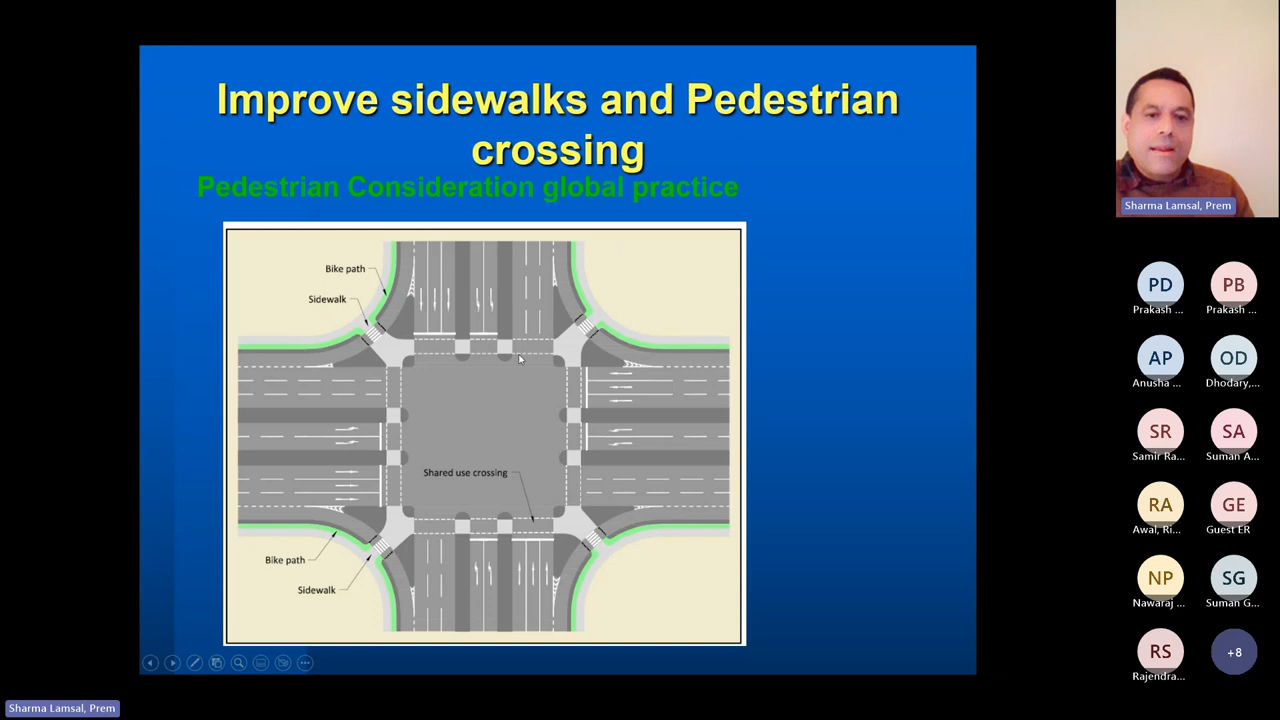 Improve sidewalks and Pedestrian
crossing
Pedestrian Consideration global practice
Bike path
Sidewalk
Shared use crossing
Bike path
Sidewalk
Sharma Lamsal, Prem
PD
PB
Prakash ...
Prakash ...
AP
OD
Anusha ...
Dhodary,...
SR
SA
Samir Ra...
Suman A...
RA
GE
Awal, Ri...
Guest ER
NP
SG
Nawaraj ...
Suman G...
RS
+8
Rajendra...
Sharma Lamsal, Prem